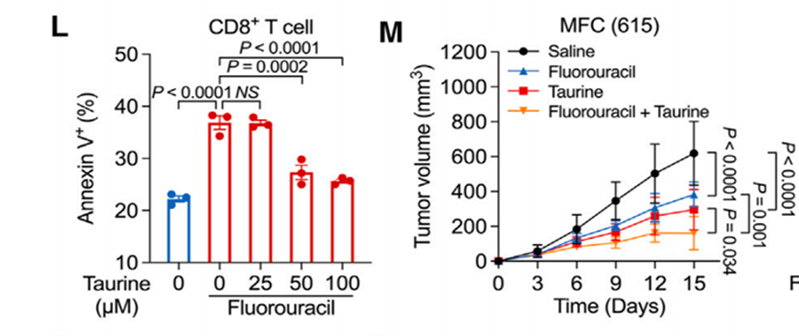 L
CD8⁺ T cell
P < 0.0001
P = 0.0002
P < 0.0001 NS
Annexin V⁺ (%)
50
40
30
20
10
Taurine 0 0 25 50 100
(μM) Fluorouracil
M
MFC (615)
Saline
Fluorouracil
Taurine
Fluorouracil + Taurine
Tumor volume (mm³)
1200
1000
800
600
400
200
0
0 3 6 9 12 15
Time (Days)
P < 0.0001
P = 0.034
P = 0.001
P < 0.0001
F